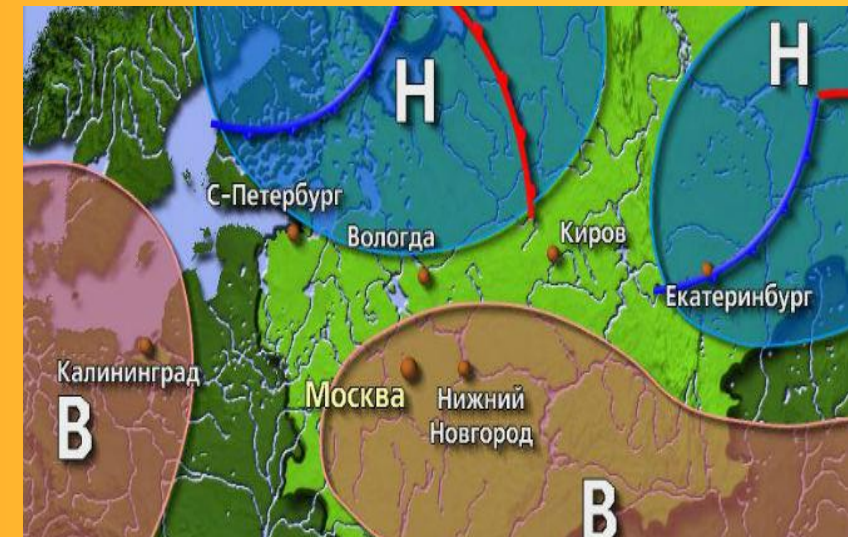 Н
Н
С-Петербург
Вологда
Киров
Екатеринбург
Калининград
Москва
Нижний
Новгород
В
В